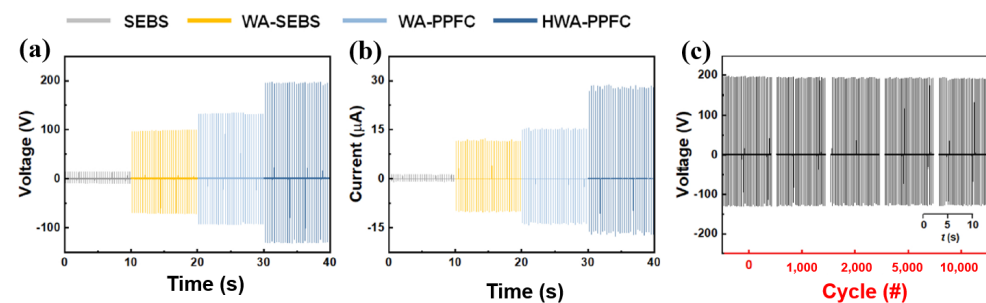 SEBS WA-SEBS WA-PPFC HWA-PPFC
(a)
Voltage (V)
200
100
0
-100
0 10 20 30 40
Time (s)
(b)
Current (μA)
30
15
0
-15
0 10 20 30 40
Time (s)
(c)
Voltage (V)
200
100
0
-100
-200
0 5 10
t (s)
0 1,000 2,000 5,000 10,000
Cycle (#)